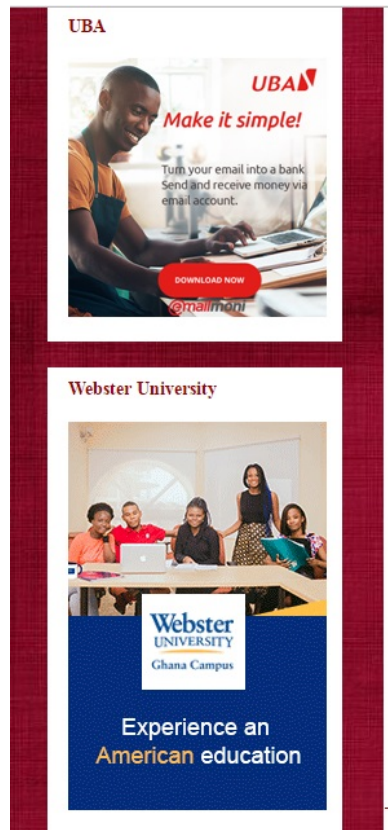 UBA
UBA
Make it simple!
Turn your email into a bank
Send and receive money via
email account.
DOWNLOAD NOW
@mailmoni
Webster University
Webster
UNIVERSITY
Ghana Campus
Experience an
American education